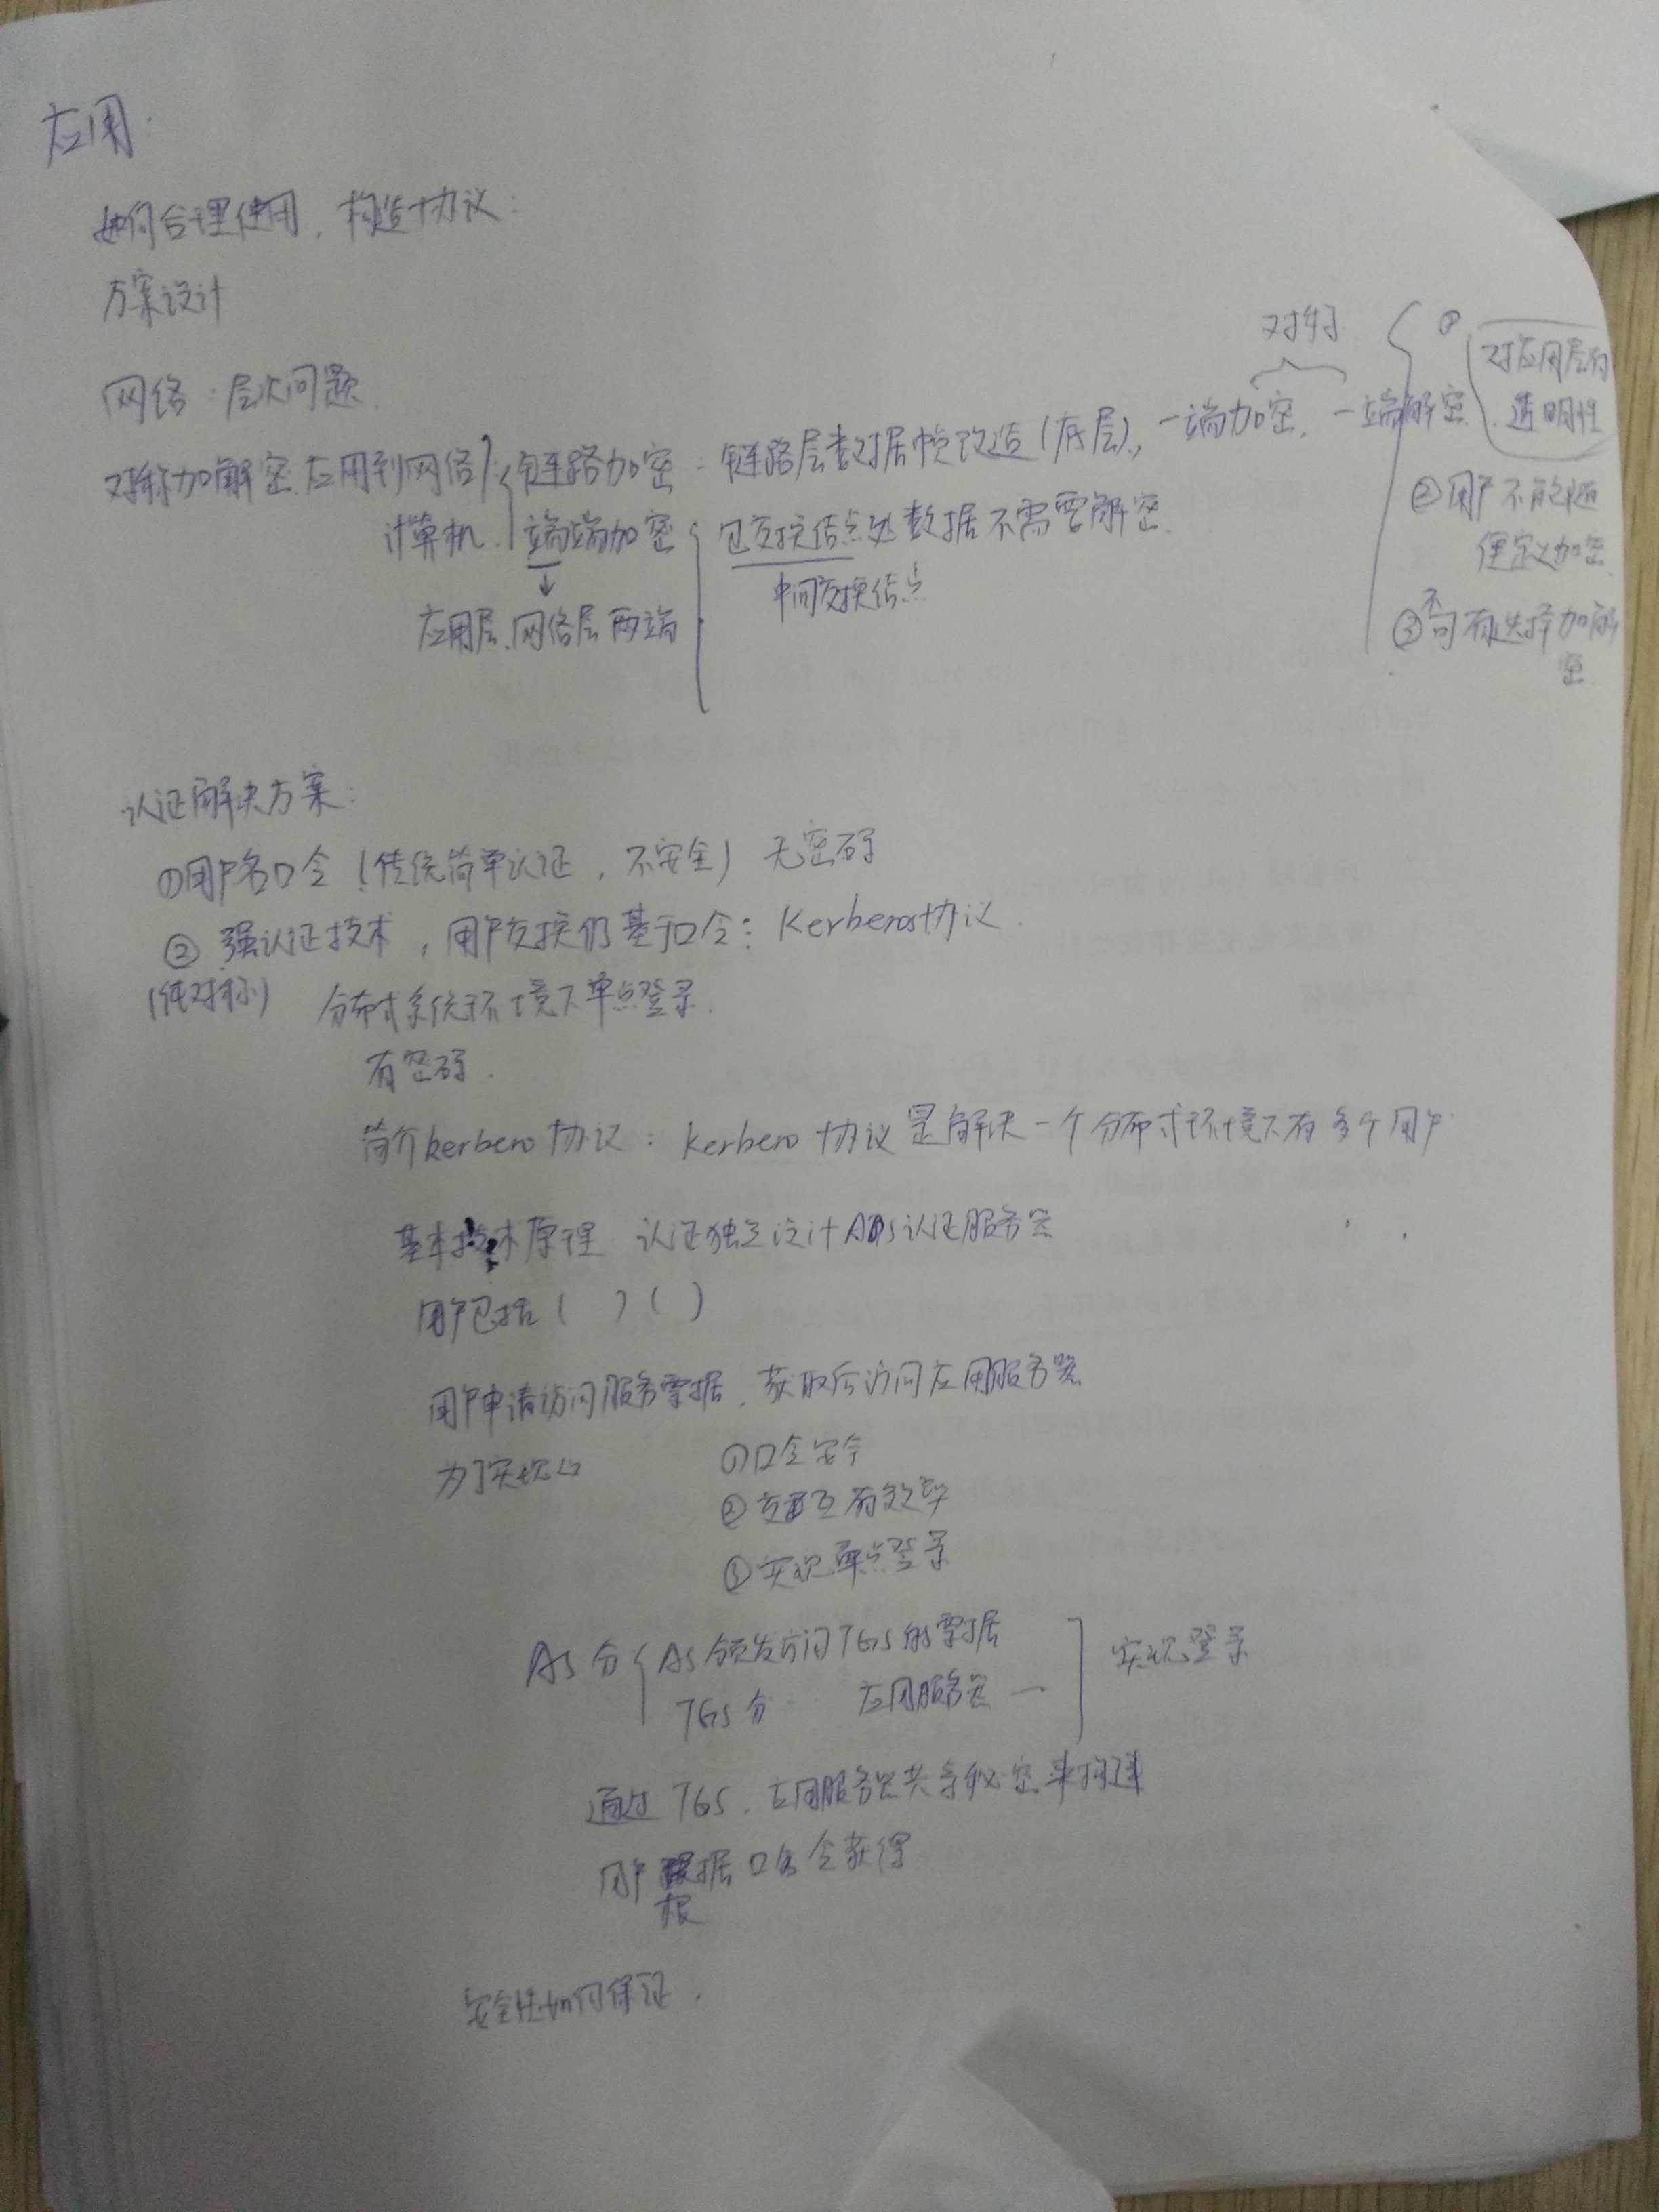 应用：
如何合理使用，构造协议：
方案设计
网络：层次问题
对称加解密应用到网络 链路加密：链路层数据帧改造（底层），一端加密，一端解密
计算机 端端加密 包交换结点处数据不需要解密
应用层、网络层两端 中间交换结点
①
对应用层的
透明性
②用户不能随
便定义加密
③不可有选择加解
密
认证解决方案：
①用户名口令（传统简单认证，不安全）无密码
②强认证技术，用户交换仍基于口令：Kerberos协议
（纯对称） 分布式系统环境下单点登录
有密码
简介kerbero协议：kerbero协议是解决一个分布式环境下有多个用户
基本技术原理 认证独立设计AS认证服务器
用户包括（ ）（ ）
用户申请访问服务票据，获取后访问应用服务器
为了实现 ①口令安全
②交互有效率
③实现单点登录
AS分 AS颁发访问TGS的票据 实现登录
TGS分 应用服务器
通过TGS、应用服务器共享秘密来构建
用户根据口令获得
安全性如何保证